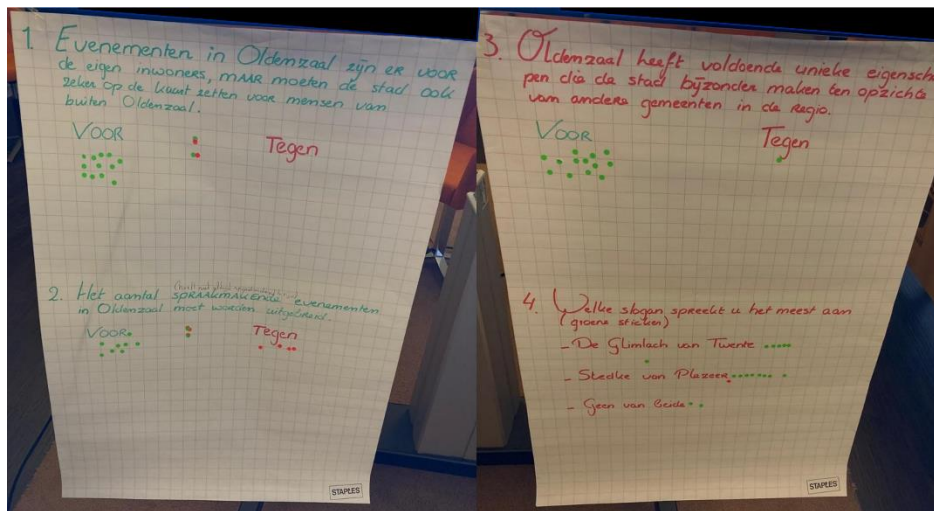 1. Evenementen in Oldenzaal zijn er voor
de eigen inwoners, MAAR moeten de stad ook
zeker op de kaart zetten voor mensen van
buiten Oldenzaal.
VOOR
Tegen
2. Het aantal SPRAAKMAKENDE evenementen
in Oldenzaal moet worden uitgebreid.
VOOR
Tegen
STAPLES
3. Oldenzaal heeft voldoende unieke eigensch
pen die de stad bijzonder maken ten opzichte
van andere gemeenten in de regio.
VOOR
Tegen
4. Welke slogan spreekt u het meest aan
(groene sticker)
- De Glimlach van Twente
- Stedke van Plezeer
- Geen van beide
STAPLES